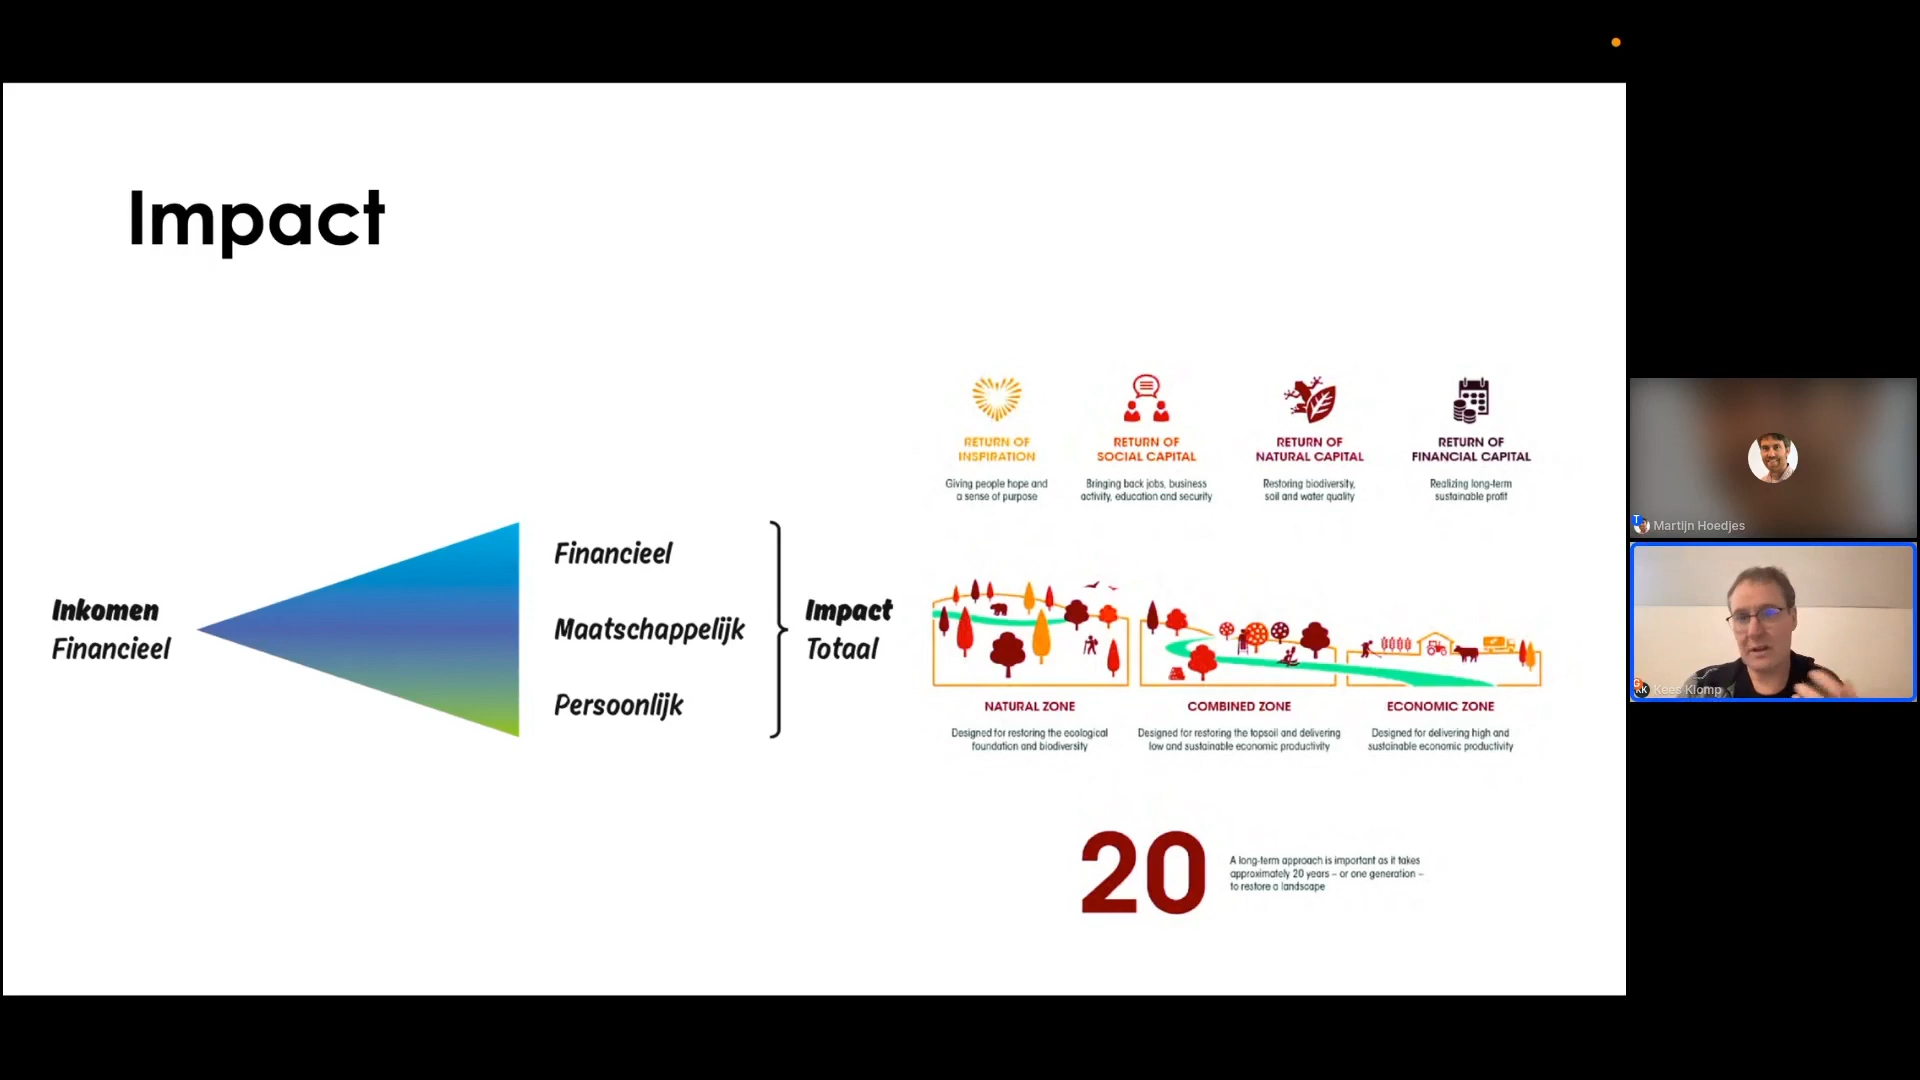 Impact
Inkomen
Financieel
Financieel
Maatschappelijk
Persoonlijk
Impact
Totaal
RETURN OF
INSPIRATION
Giving people hope and
a sense of purpose
RETURN OF
SOCIAL CAPITAL
Bringing back jobs, business
activity, education and security
RETURN OF
NATURAL CAPITAL
Restoring biodiversity,
soil and water quality
RETURN OF
FINANCIAL CAPITAL
Realizing long-term
sustainable profit
NATURAL ZONE
Designed for restoring the ecological
foundation and biodiversity
COMBINED ZONE
Designed for restoring the topsoil and delivering
low and sustainable economic productivity
ECONOMIC ZONE
Designed for delivering high and
sustainable economic productivity
20
A long-term approach is important as it takes
approximately 20 years – or one generation –
to restore a landscape
T
Martijn Hoedjes
G
KK
Kees Klomp